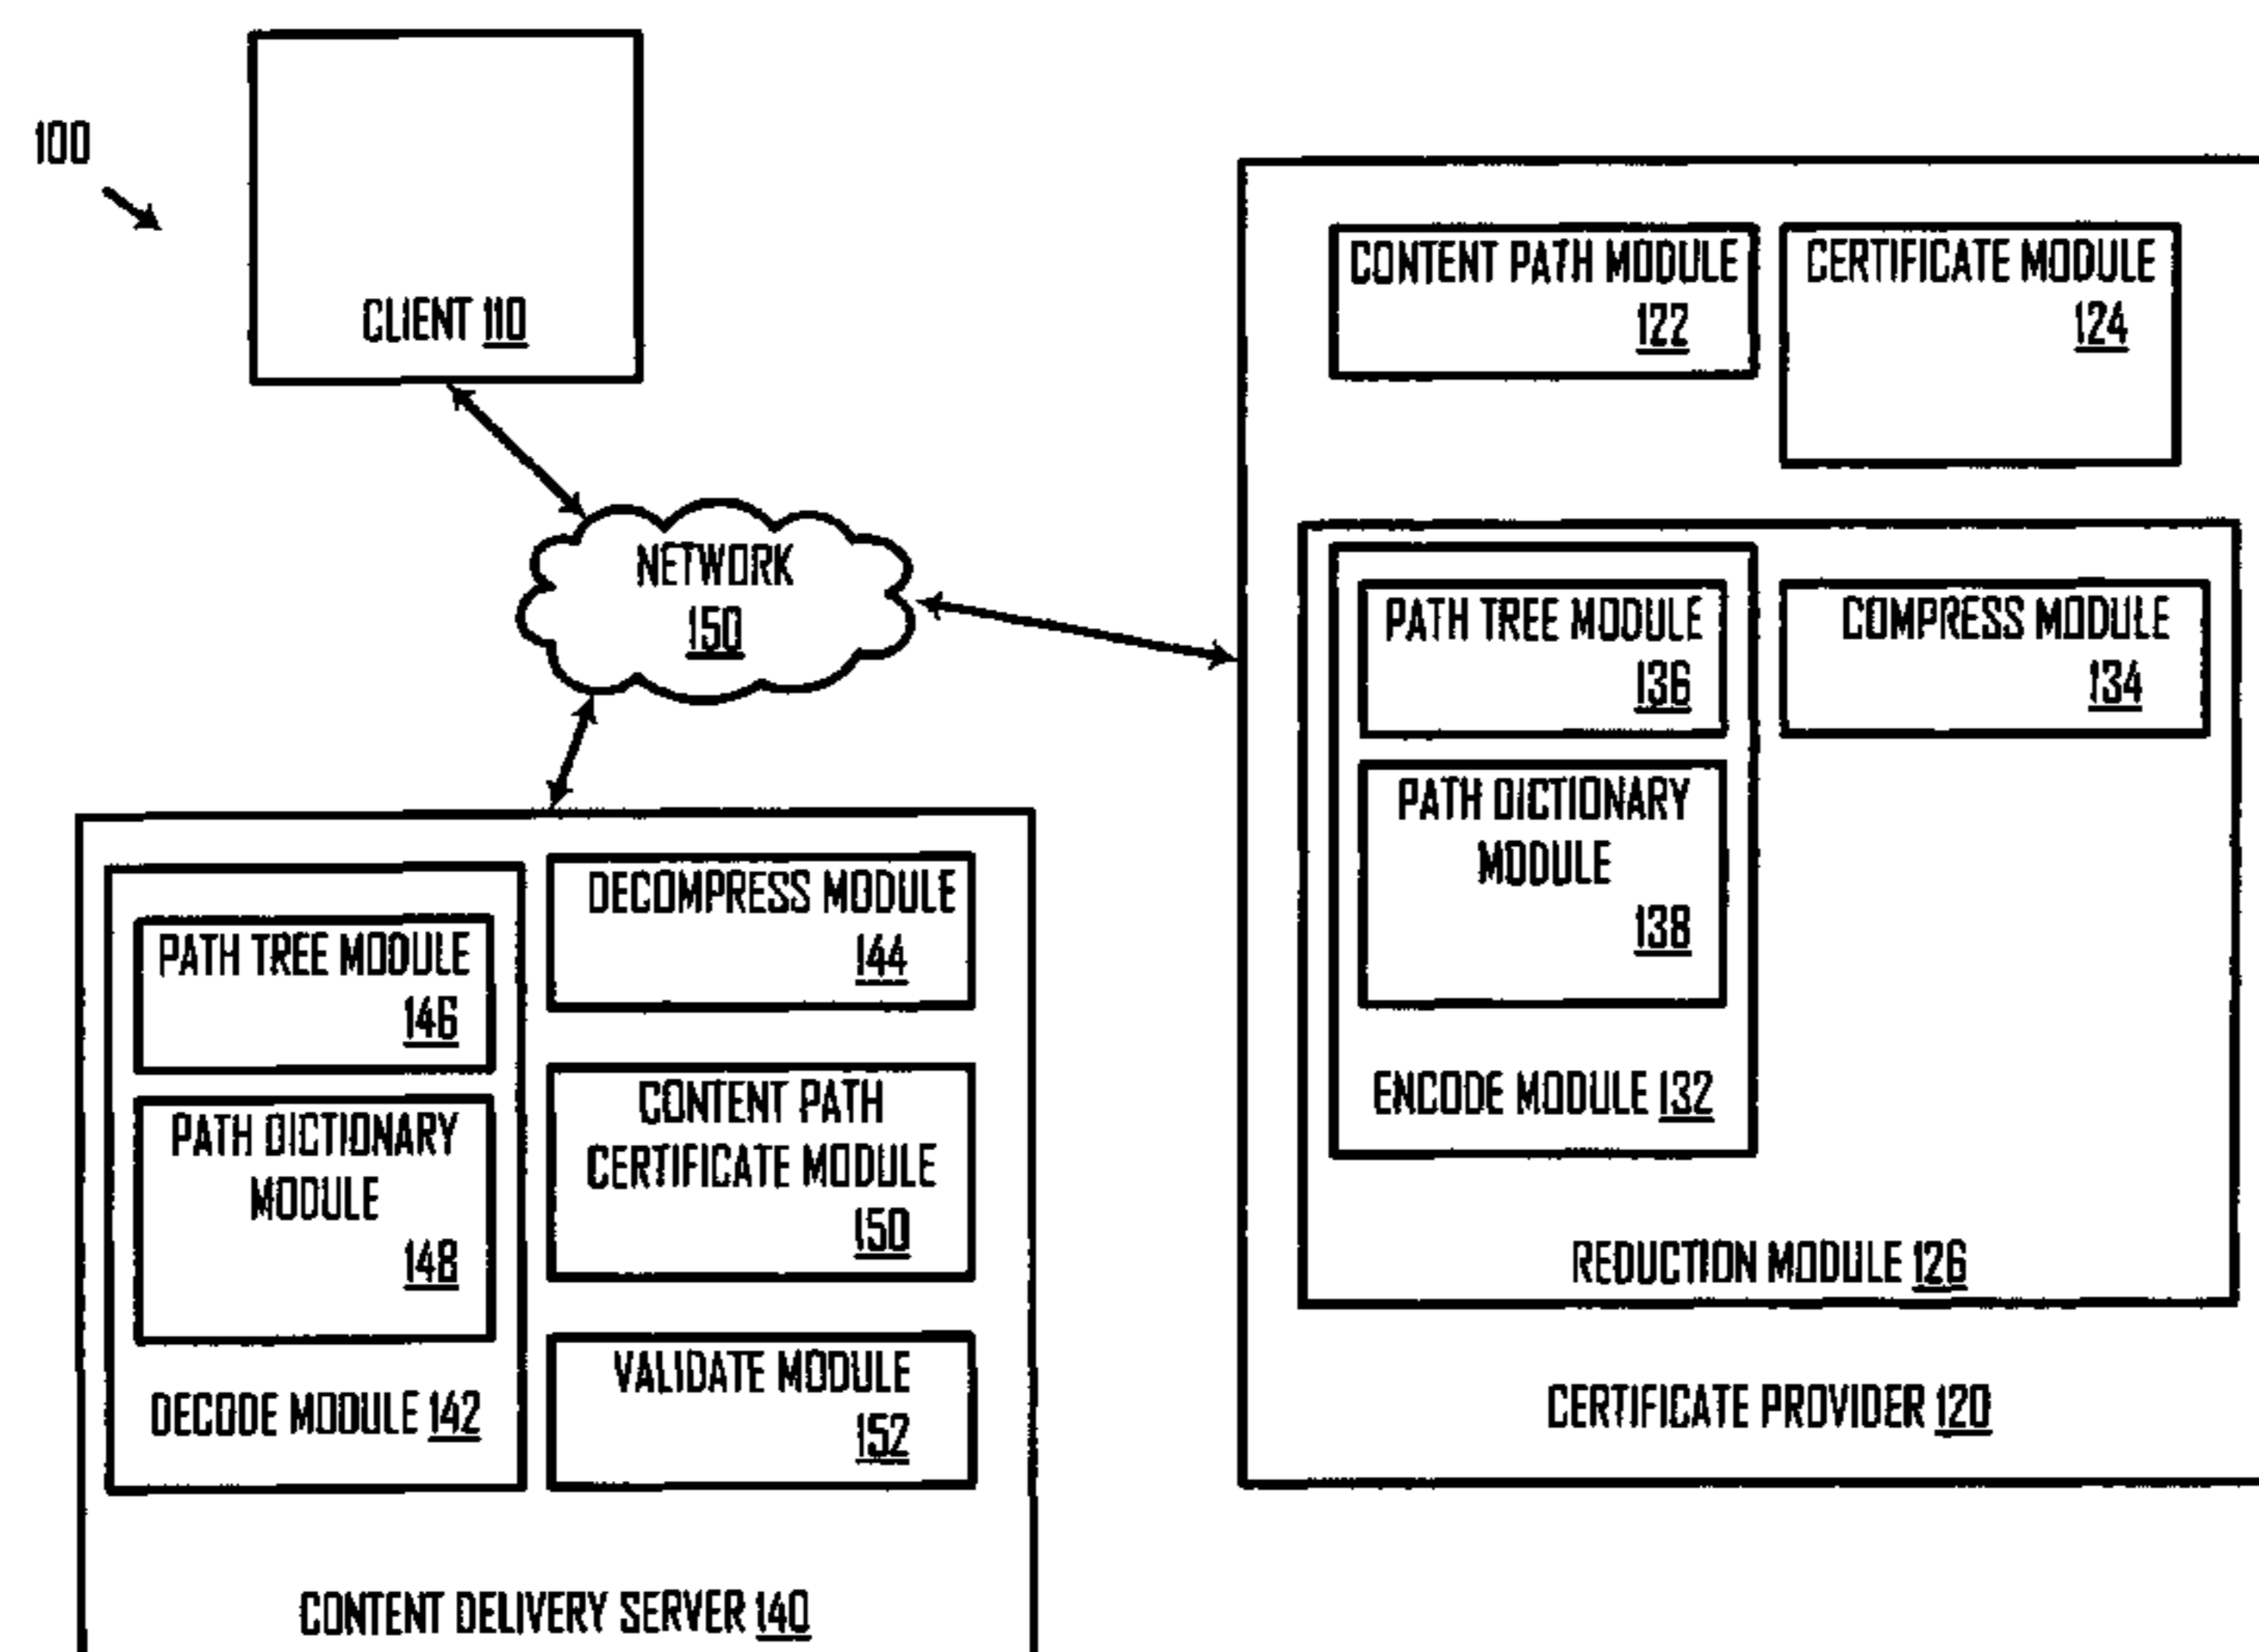 100
CLIENT 110
NETWORK
150
CONTENT PATH MODULE
122
CERTIFICATE MODULE
124
PATH TREE MODULE
136
PATH DICTIONARY
MODULE
138
ENCODE MODULE 132
COMPRESS MODULE
134
REDUCTION MODULE 126
CERTIFICATE PROVIDER 120
PATH TREE MODULE
146
PATH DICTIONARY
MODULE
148
DECODE MODULE 142
DECOMPRESS MODULE
144
CONTENT PATH
CERTIFICATE MODULE
150
VALIDATE MODULE
152
CONTENT DELIVERY SERVER 140